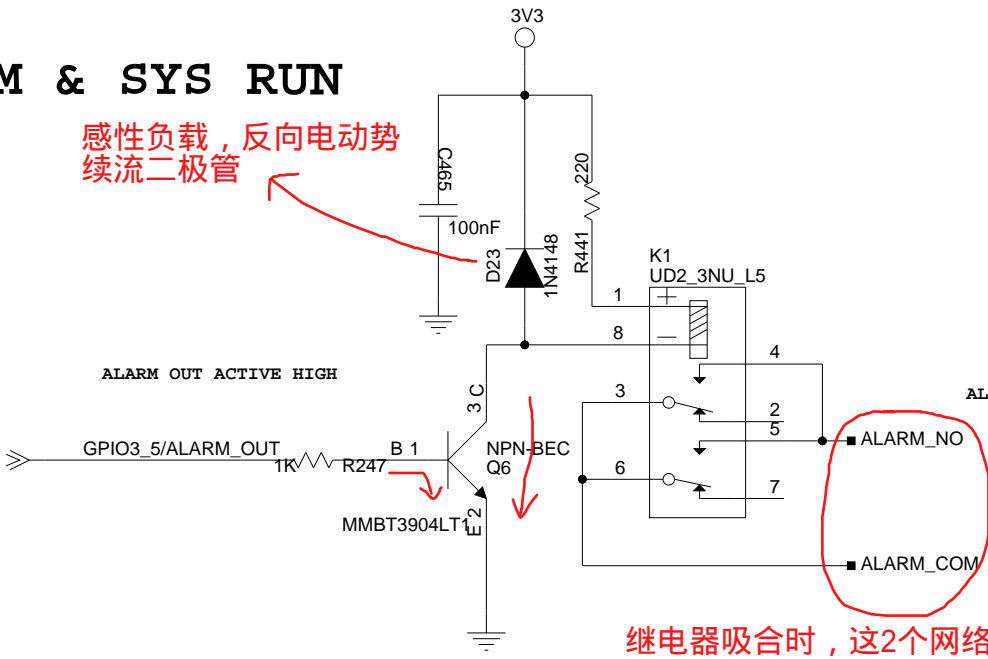 3V3
M & SYS RUN
感性负载，反向电动势
续流二极管
C465
100nF
D23
1N4148
220
R441
K1
UD2_3NU_L5
1
8
4
3
2
5
6
7
ALARM OUT ACTIVE HIGH
AL
3 C
GPIO3_5/ALARM_OUT
1K
R247
B 1
NPN-BEC
Q6
MMBT3904LT1
E 2
ALARM_NO
ALARM_COM
继电器吸合时，这2个网络